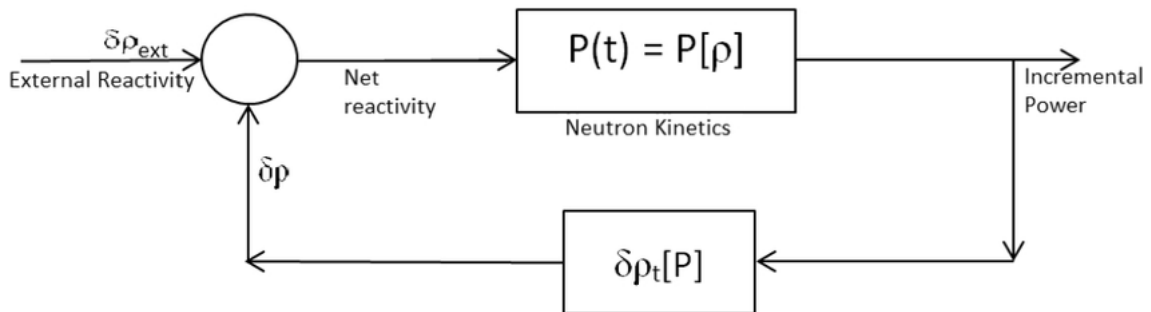 δρext
External Reactivity
Net
reactivity
P(t) = P[ρ]
Neutron Kinetics
Incremental
Power
δρ
δρt[P]